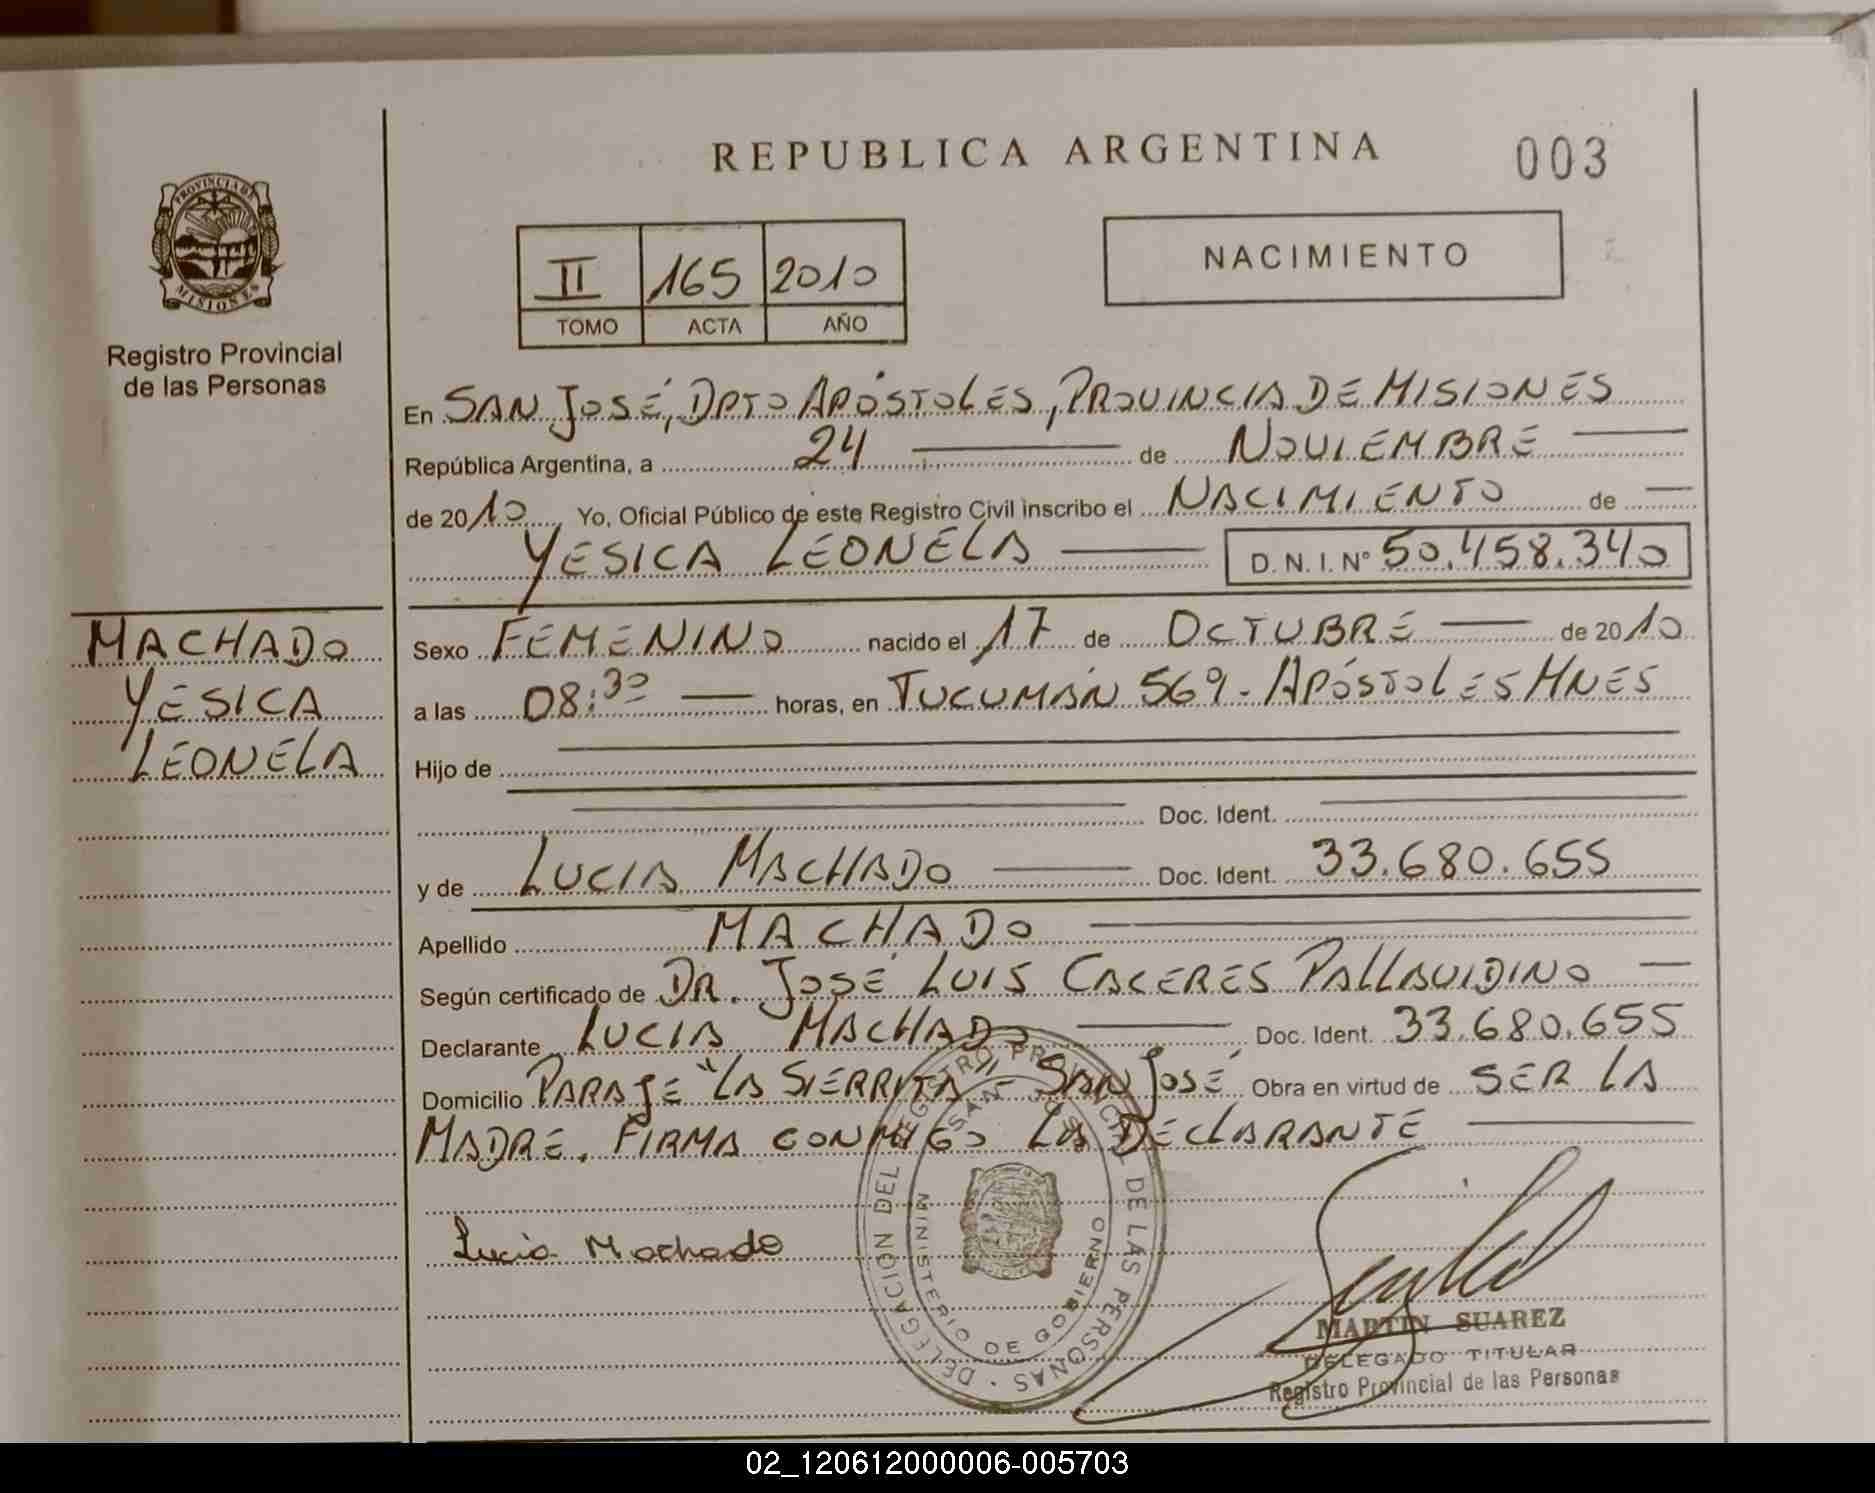 REPUBLICA ARGENTINA
003
PROVINCIA DE
MISIONES
Registro Provincial
de las Personas
II 165 2010
TOMO ACTA AÑO
NACIMIENTO
En SAN JOSÉ, DPTO APÓSTOLES, PROVINCIA DE MISIONES
República Argentina, a 24 de NOVIEMBRE
de 2010 Yo, Oficial Público de este Registro Civil inscribo el NACIMIENTO de
YESICA LEONELA D. N. I. Nº 50.458.340
MACHADO
YESICA
LEONELA
Sexo FEMENINO nacido el 17 de OCTUBRE de 2010
a las 08:30 horas, en TUCUMÁN 569 - APÓSTOLES MNES
Hijo de
Doc. Ident.
y de LUCIA MACHADO Doc. Ident. 33.680.655
Apellido MACHADO
Según certificado de DR. JOSÉ LUIS CACERES PALLAVIDINO
Declarante LUCIA MACHADO Doc. Ident. 33.680.655
Domicilio PARAJE "LA SIERRITA" SAN JOSÉ Obra en virtud de SER LA
MADRE. FIRMA CONMIGO LA DECLARANTE
Lucia Machado
DELEGACION DEL REGISTRO PROVINCIAL DE LAS PERSONAS
SAN JOSE
MINISTERIO DE GOBIERNO
MARTIN SUAREZ
DELEGADO TITULAR
Registro Provincial de las Personas
02_120612000006-005703